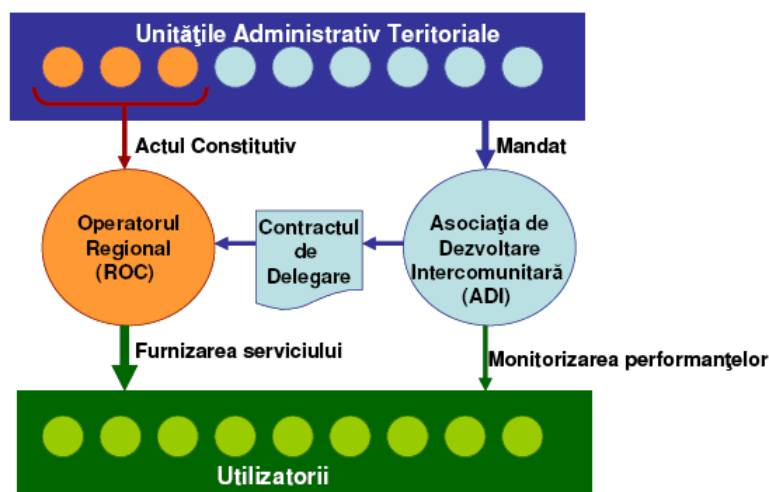 Unităţile Administrativ Teritoriale
Actul Constitutiv
Mandat
Operatorul
Regional
(ROC)
Contractul
de
Delegare
Asociaţia de
Dezvoltare
Intercomunitară
(ADI)
Furnizarea serviciului
Monitorizarea performanţelor
Utilizatorii